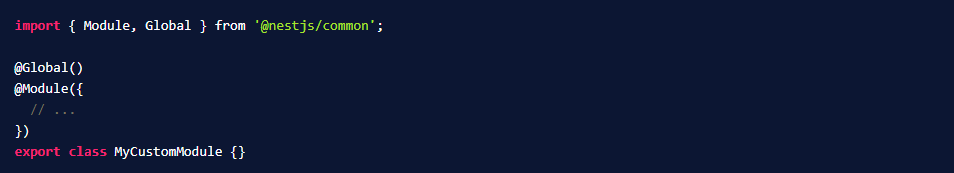 import { Module, Global } from '@nestjs/common';
@Global()
@Module({
// ...
})
export class MyCustomModule {}